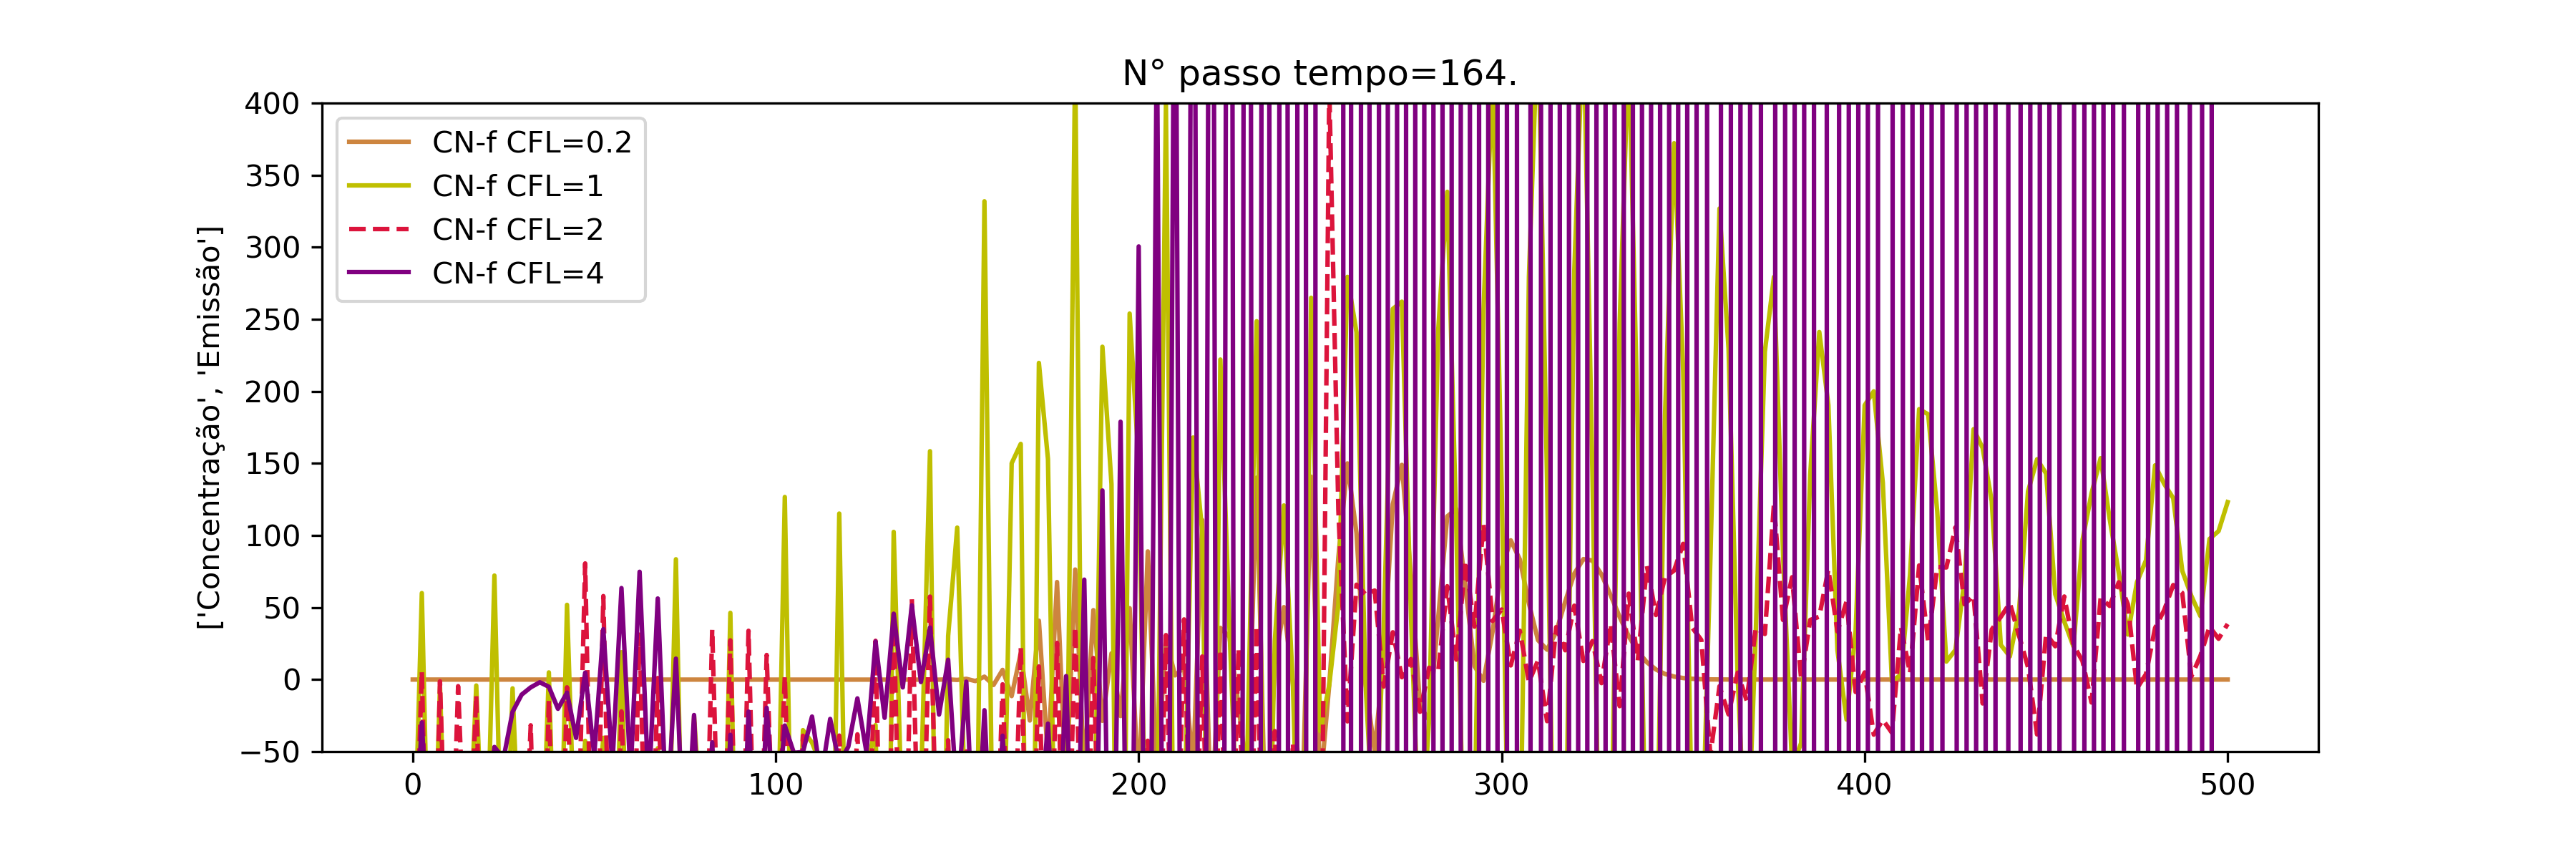 N° passo tempo=164.
['Concentração', 'Emissão']
400
350
300
250
200
150
100
50
0
−50
CN-f CFL=0.2
CN-f CFL=1
CN-f CFL=2
CN-f CFL=4
0 100 200 300 400 500